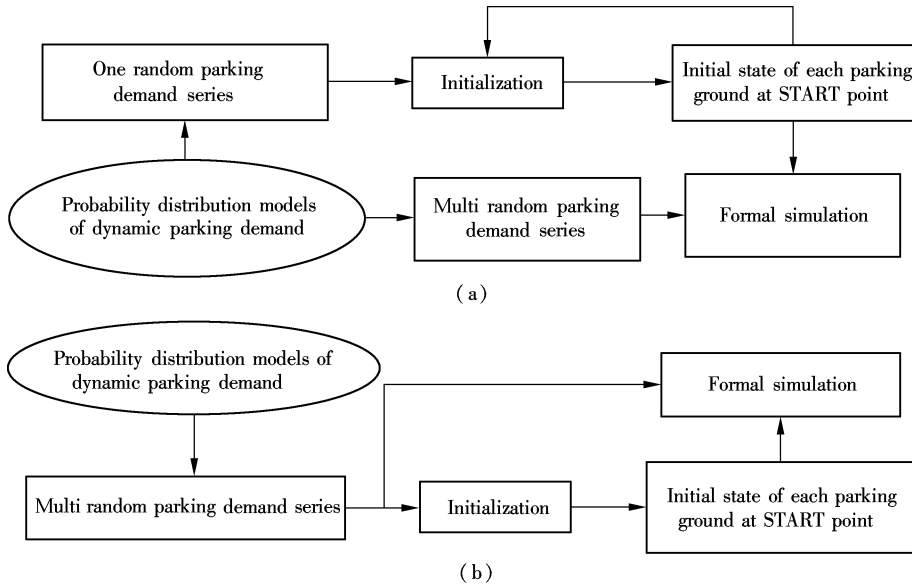 One random parking
demand series
Initialization
Initial state of each parking
ground at START point
Probability distribution models
of dynamic parking demand
Multi random parking
demand series
Formal simulation
(a)
Probability distribution models of
dynamic parking demand
Formal simulation
Multi random parking demand series
Initialization
Initial state of each parking
ground at START point
(b)